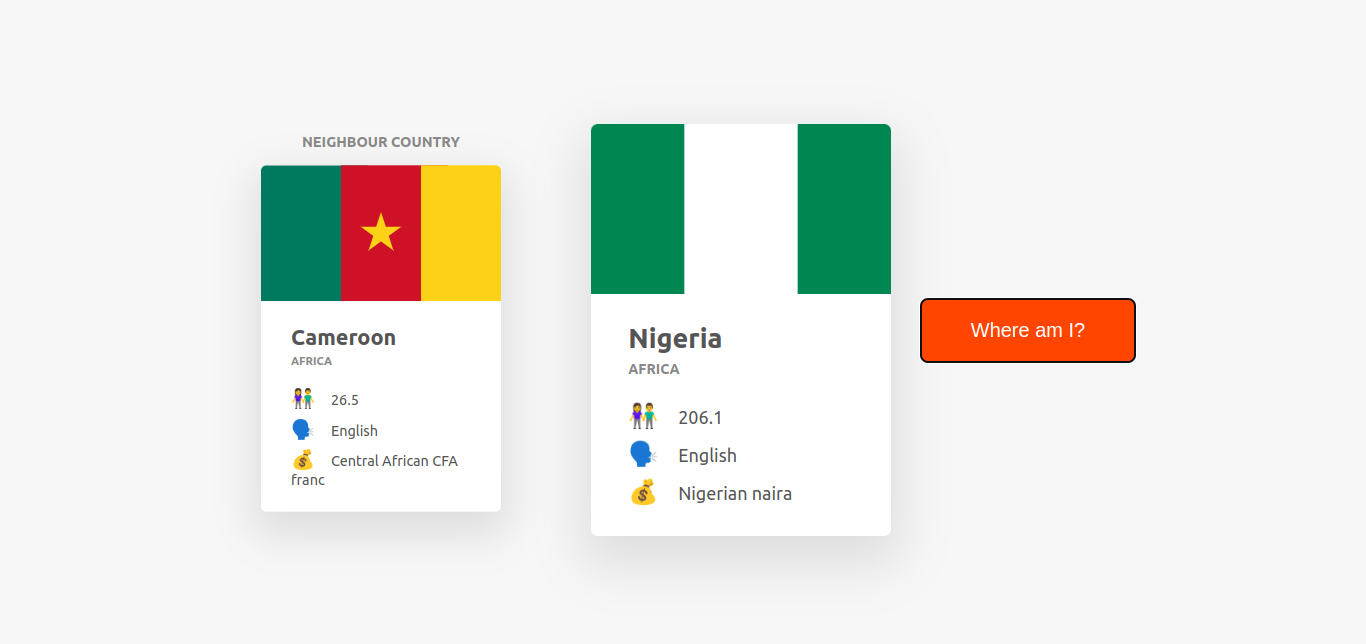 NEIGHBOUR COUNTRY
Cameroon
AFRICA
26.5
English
Central African CFA
franc
Nigeria
AFRICA
206.1
English
Nigerian naira
Where am I?